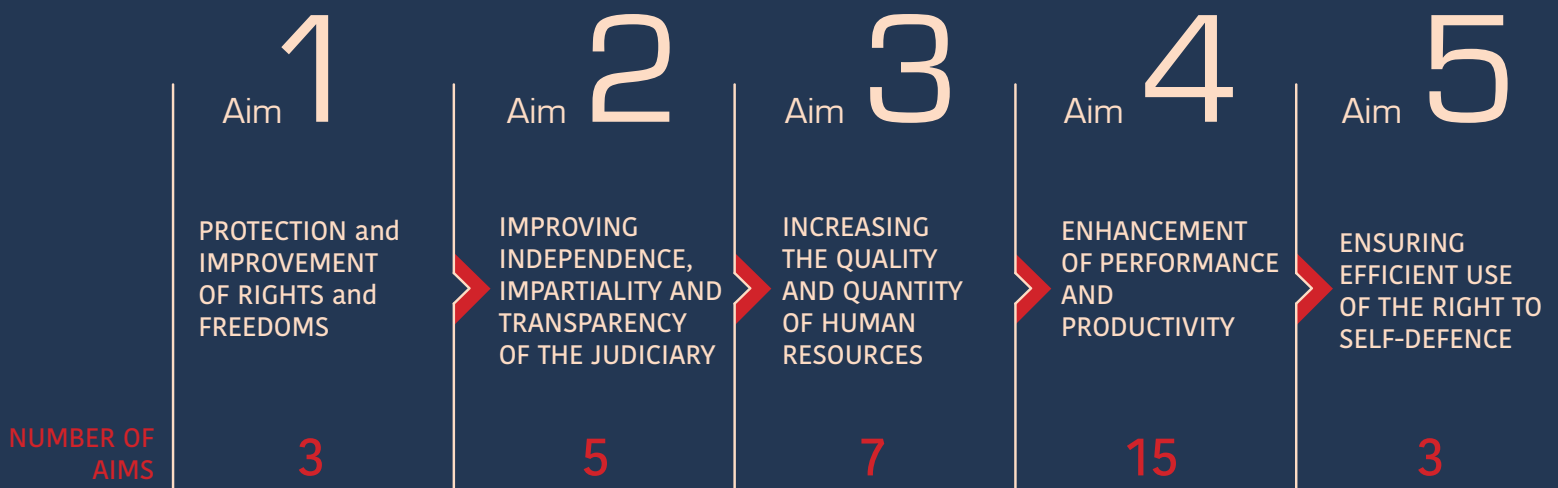 Aim 1
PROTECTION and
IMPROVEMENT
OF RIGHTS and
FREEDOMS
Aim 2
IMPROVING
INDEPENDENCE,
IMPARTIALITY AND
TRANSPARENCY
OF THE JUDICIARY
Aim 3
INCREASING
THE QUALITY
AND QUANTITY
OF HUMAN
RESOURCES
Aim 4
ENHANCEMENT
OF PERFORMANCE
AND
PRODUCTIVITY
Aim 5
ENSURING
EFFICIENT USE
OF THE RIGHT TO
SELF-DEFENCE
NUMBER OF
AIMS
3
5
7
15
3